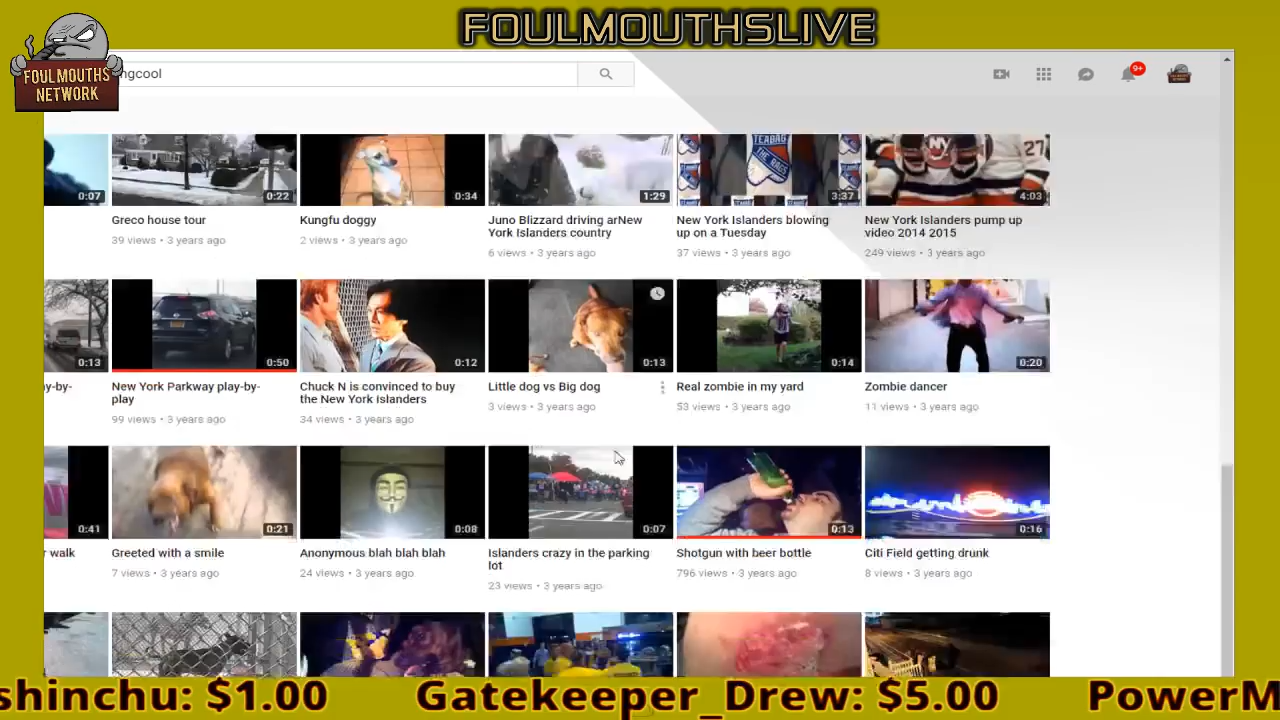 FOULMOUTHSLIVE
FOULMOUTHS
NETWORK
ngcool
9+
0:07
0:22
0:34
1:29
TEABAG
THE RAGS
3:37
NY
27
4:03
Greco house tour
39 views • 3 years ago
Kungfu doggy
2 views • 3 years ago
Juno Blizzard driving arNew
York Islanders country
6 views • 3 years ago
New York Islanders blowing
up on a Tuesday
37 views • 3 years ago
New York Islanders pump up
video 2014 2015
249 views • 3 years ago
0:13
0:50
0:12
0:13
0:14
0:20
y-by-
New York Parkway play-by-
play
99 views • 3 years ago
Chuck N is convinced to buy
the New York islanders
34 views • 3 years ago
Little dog vs Big dog
3 views • 3 years ago
Real zombie in my yard
53 views • 3 years ago
Zombie dancer
11 views • 3 years ago
0:41
0:21
0:08
0:07
0:13
0:16
r walk
Greeted with a smile
7 views • 3 years ago
Anonymous blah blah blah
24 views • 3 years ago
Islanders crazy in the parking
lot
23 views • 3 years ago
Shotgun with beer bottle
796 views • 3 years ago
Citi Field getting drunk
8 views • 3 years ago
shinchu: $1.00 Gatekeeper_Drew: $5.00 PowerM